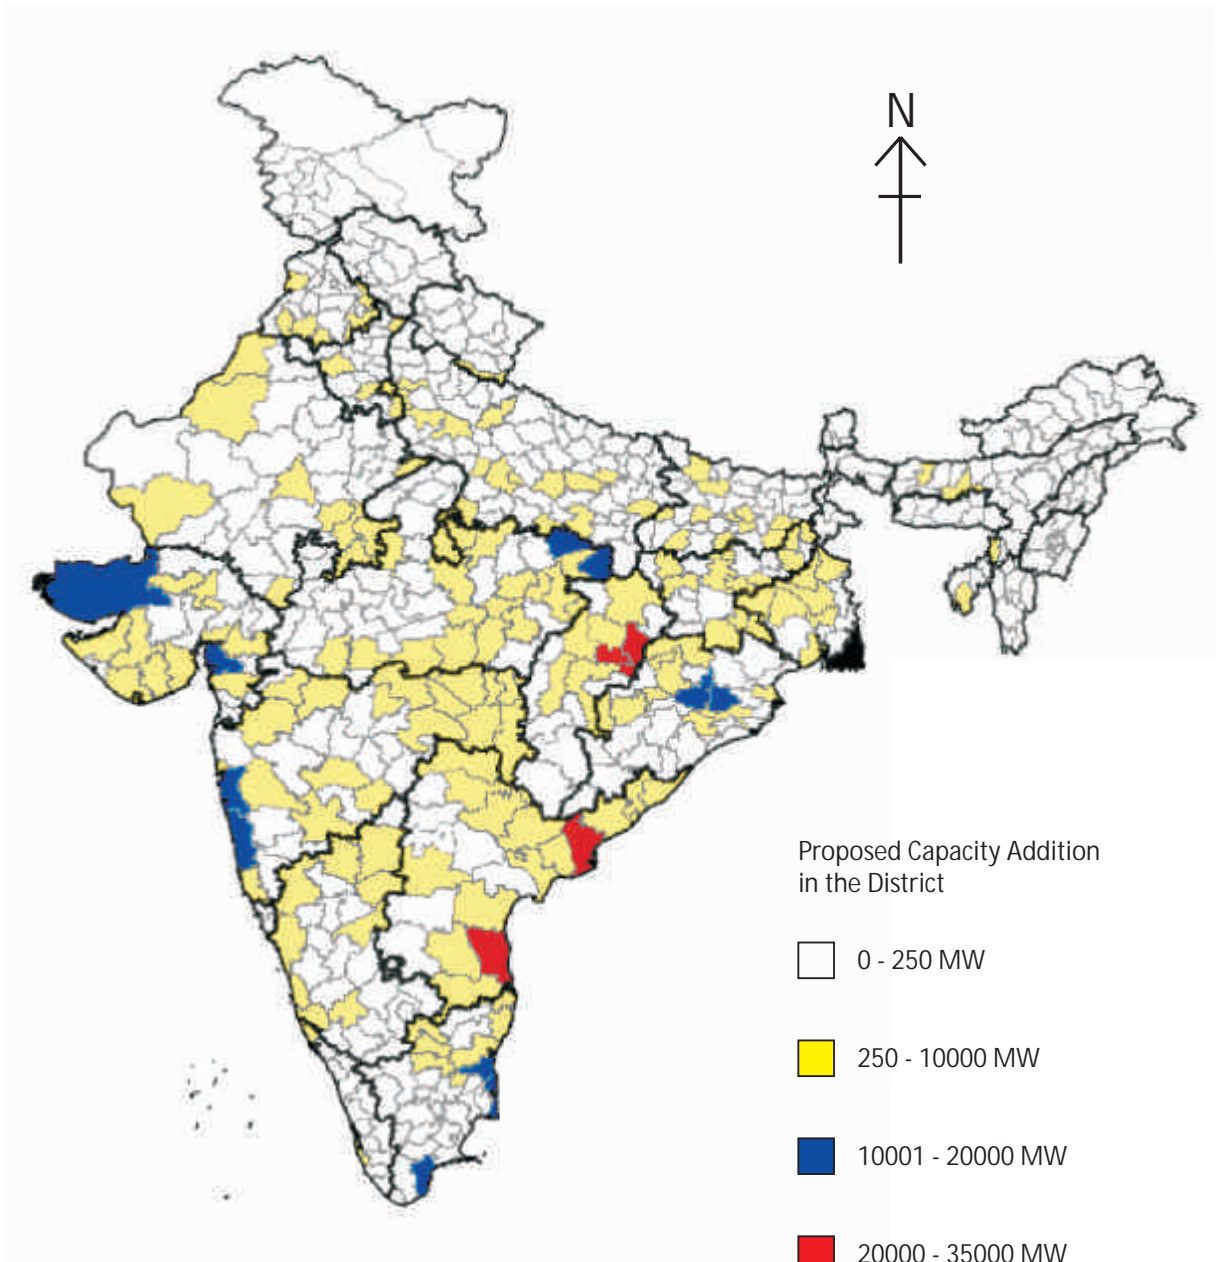 N
Proposed Capacity Addition
in the District
0 - 250 MW
250 - 10000 MW
10001 - 20000 MW
20000 - 35000 MW